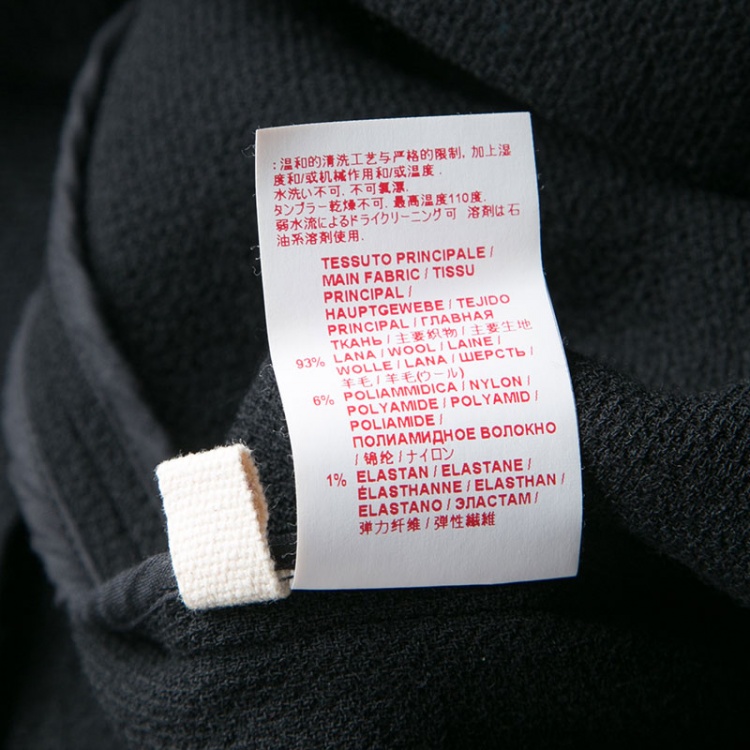 :温和的清洗工艺与严格的限制, 加上湿
度和/或机械作用和/或温度.
水洗い不可. 不可氯漂.
タンブラー乾燥不可. 最高温度110度.
弱水流によるドライクリーニング可 溶剤は石
油系溶剤使用.
TESSUTO PRINCIPALE /
MAIN FABRIC / TISSU
PRINCIPAL /
HAUPTGEWEBE / TEJIDO
PRINCIPAL / ГЛАВНАЯ
ТКАНЬ / 主要织物 / 主要生地
93% LANA / WOOL / LAINE /
WOLLE / LANA / ШЕРСТЬ /
羊毛 / 羊毛(ウール)
6% POLIAMMIDICA / NYLON /
POLYAMIDE / POLYAMID /
POLIAMIDE /
ПОЛИАМИДНОЕ ВОЛОКНО
/ 锦纶 / ナイロン
1% ELASTAN / ELASTANE /
ÉLASTHANNE / ELASTHAN /
ELASTANO / ЭЛАСТАМ /
弹力纤维 / 弾性繊維